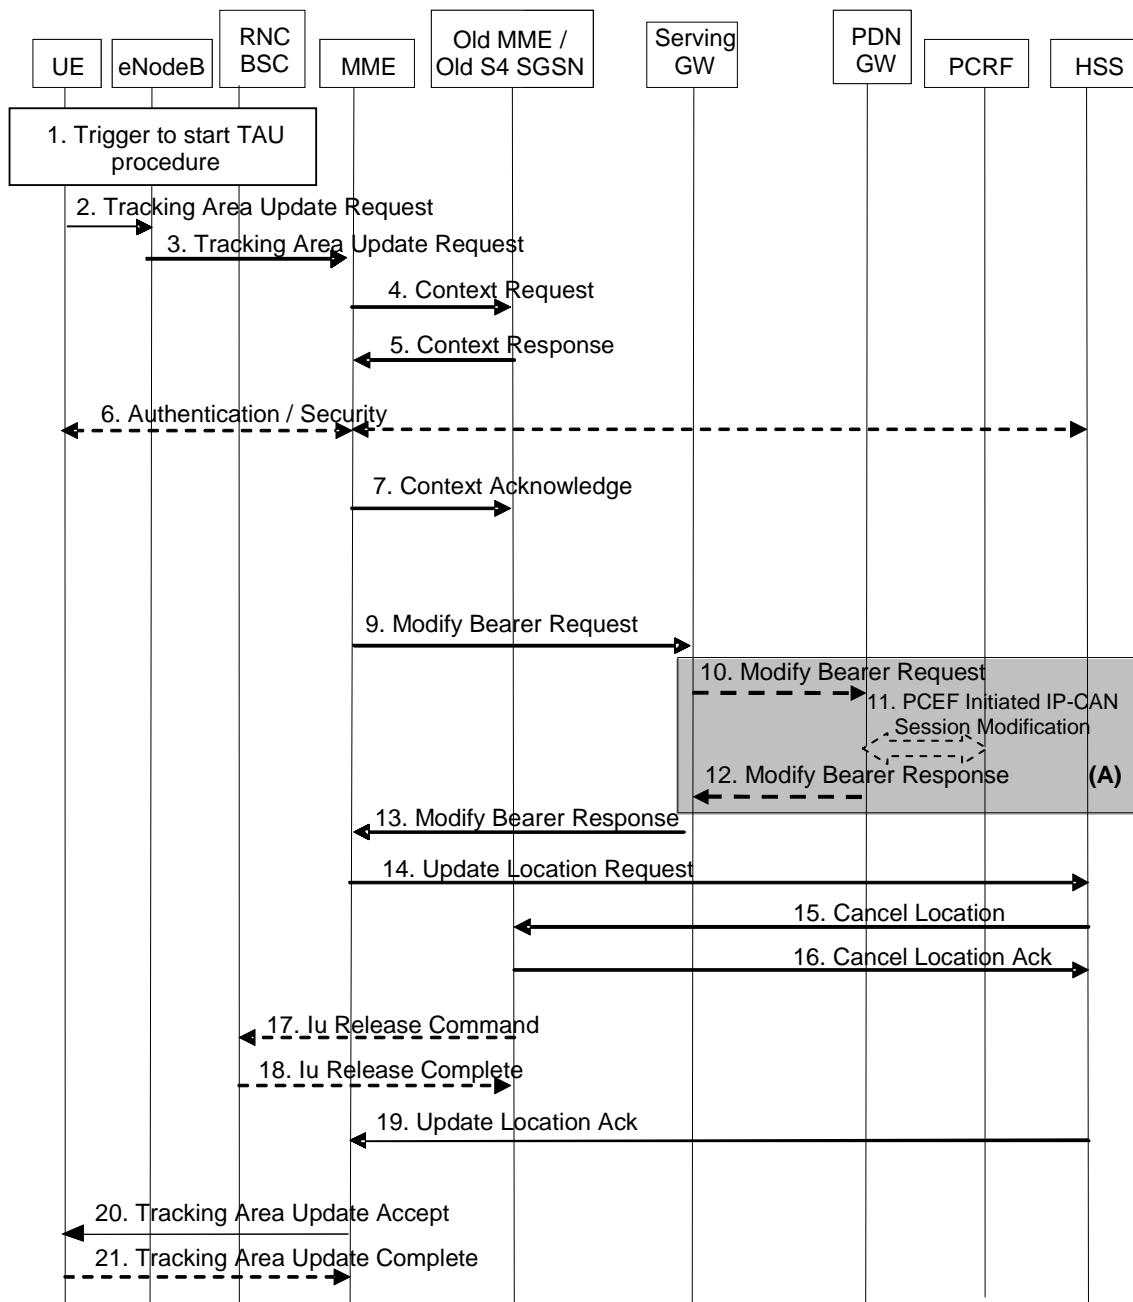 UE
eNodeB
RNC
BSC
MME
Old MME /
Old S4 SGSN
Serving
GW
PDN
GW
PCRF
HSS
1. Trigger to start TAU
procedure
2. Tracking Area Update Request
3. Tracking Area Update Request
4. Context Request
5. Context Response
6. Authentication / Security
7. Context Acknowledge
9. Modify Bearer Request
10. Modify Bearer Request
11. PCEF Initiated IP-CAN
Session Modification
12. Modify Bearer Response
(A)
13. Modify Bearer Response
14. Update Location Request
15. Cancel Location
16. Cancel Location Ack
17. Iu Release Command
18. Iu Release Complete
19. Update Location Ack
20. Tracking Area Update Accept
21. Tracking Area Update Complete